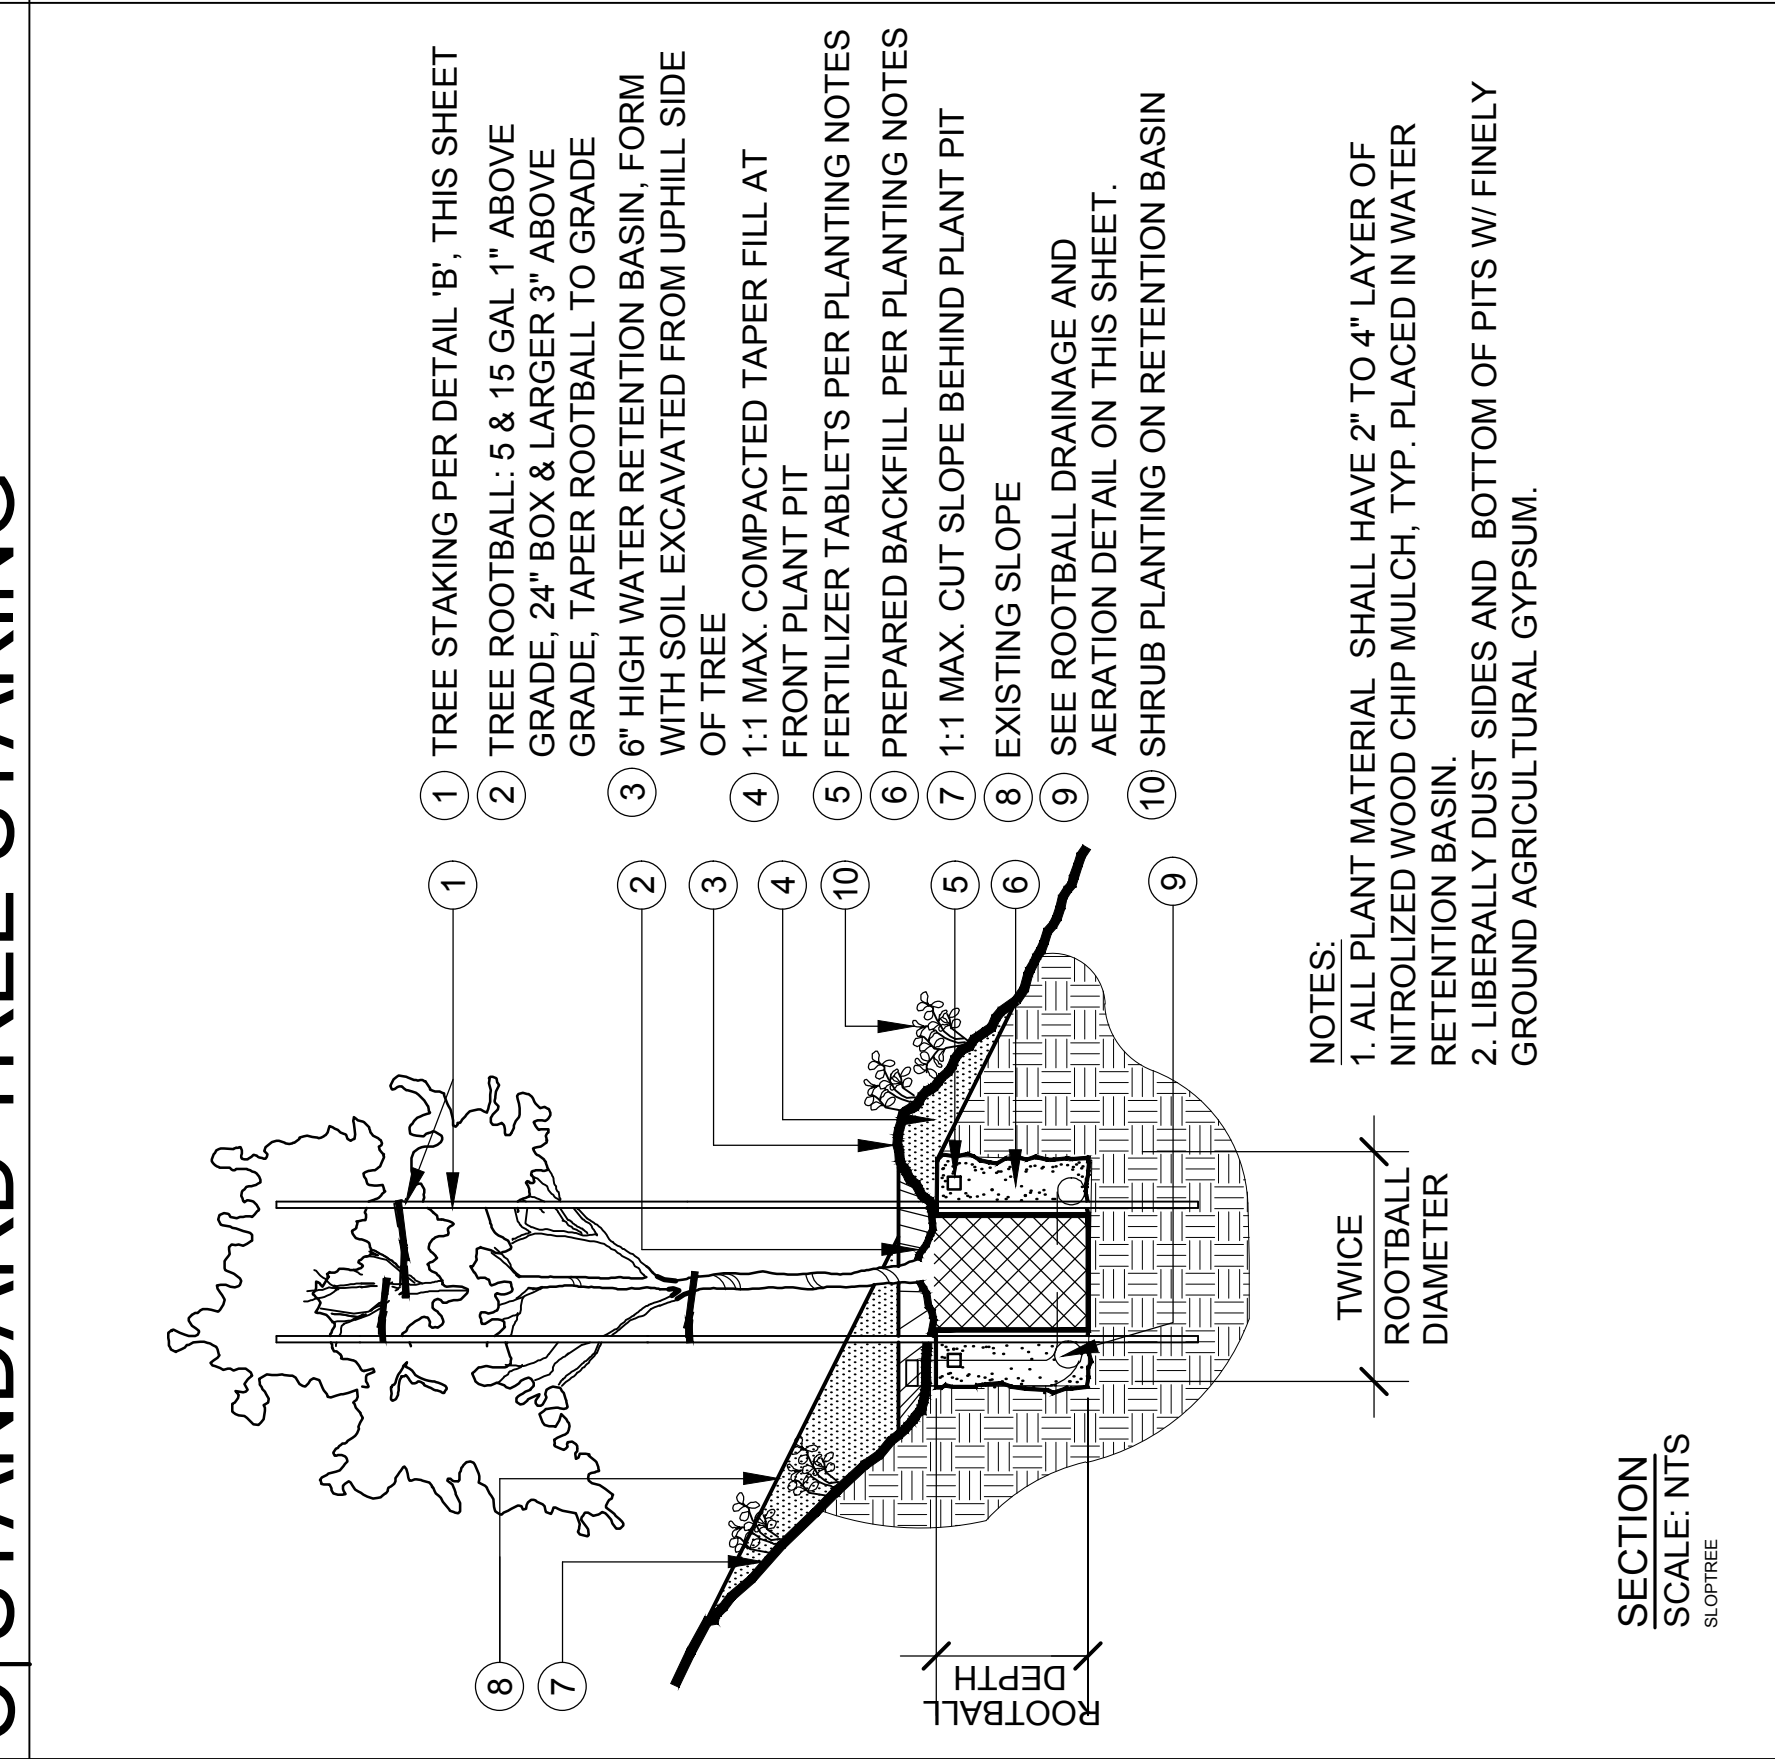 STANDARD TREE STAKING
1 TREE STAKING PER DETAIL 'B', THIS SHEET
2 TREE ROOTBALL: 5 & 15 GAL 1" ABOVE
GRADE, 24" BOX & LARGER 3" ABOVE
GRADE, TAPER ROOTBALL TO GRADE
3 6" HIGH WATER RETENTION BASIN, FORM
WITH SOIL EXCAVATED FROM UPHILL SIDE
OF TREE
4 1:1 MAX. COMPACTED TAPER FILL AT
FRONT PLANT PIT
5 FERTILIZER TABLETS PER PLANTING NOTES
6 PREPARED BACKFILL PER PLANTING NOTES
7 1:1 MAX. CUT SLOPE BEHIND PLANT PIT
8 EXISTING SLOPE
9 SEE ROOTBALL DRAINAGE AND
AERATION DETAIL ON THIS SHEET.
10 SHRUB PLANTING ON RETENTION BASIN
1
2
3
4
10
5
6
9
8
7
ROOTBALL
DEPTH
TWICE
ROOTBALL
DIAMETER
NOTES:
1. ALL PLANT MATERIAL SHALL HAVE 2" TO 4" LAYER OF
NITROLIZED WOOD CHIP MULCH, TYP. PLACED IN WATER
RETENTION BASIN.
2. LIBERALLY DUST SIDES AND BOTTOM OF PITS W/ FINELY
GROUND AGRICULTURAL GYPSUM.
SECTION
SCALE: NTS
SLOPTREE